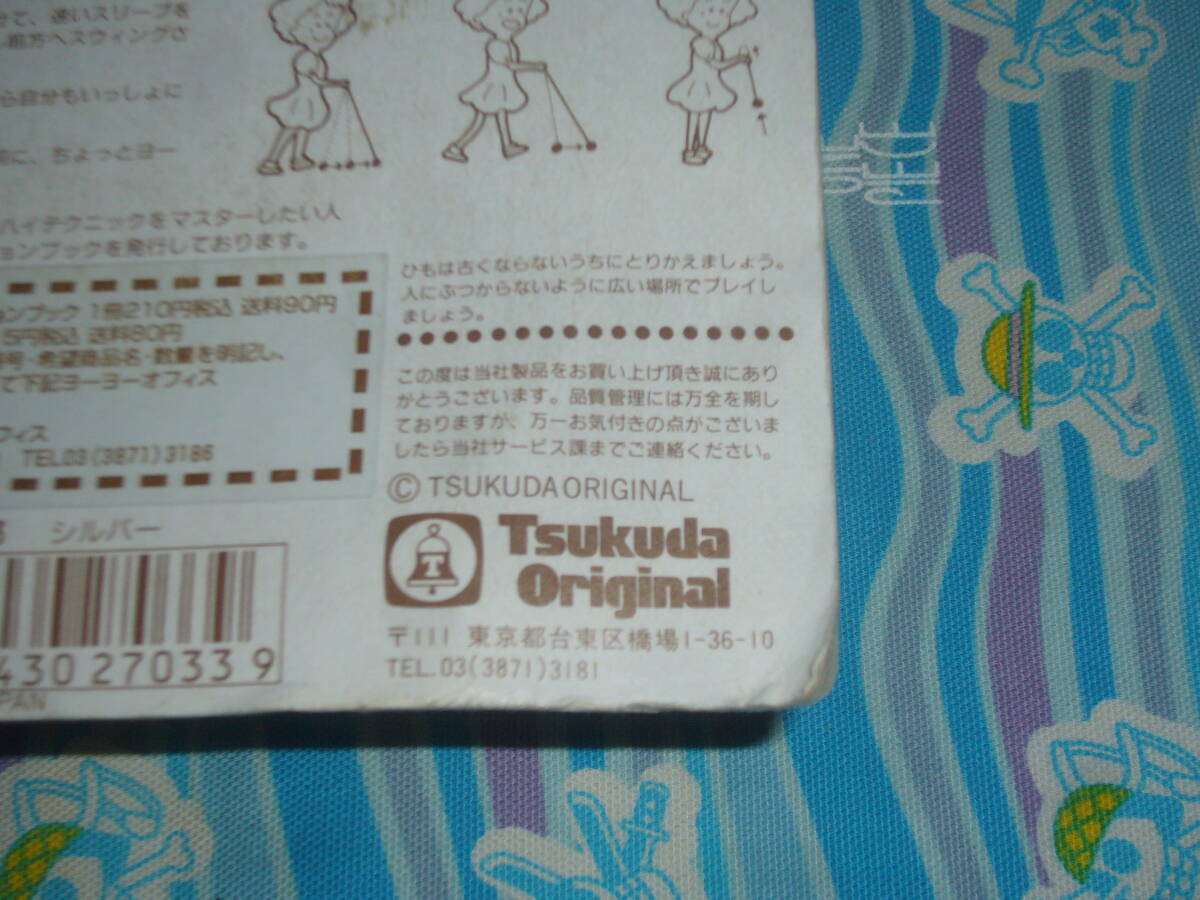 せて、速いスリープを
前方へスウィングさ
ら自分もいっしょに
前に、ちょっとヨー
ハイテクニックをマスターしたい人
ョンブックを発行しております。
ョンブック 1冊210円税込 送料90円
5円税込 送料80円
号・希望商品名・数量を明記し、
て下記ヨーヨーオフィス
フィス
TEL.03(3871)3186
シルバー
430 27033 9
PAN
ひもは古くならないうちにとりかえましょう。
人にぶつからないように広い場所でプレイし
ましょう。
この度は当社製品をお買い上げ頂き誠にあり
がとうございます。品質管理には万全を期し
ておりますが、万一お気付きの点がございま
したら当社サービス課までご連絡ください。
© TSUKUDA ORIGINAL
T
Tsukuda
Original
〒111 東京都台東区橋場1-36-10
TEL.03(3871)3181
PIECE